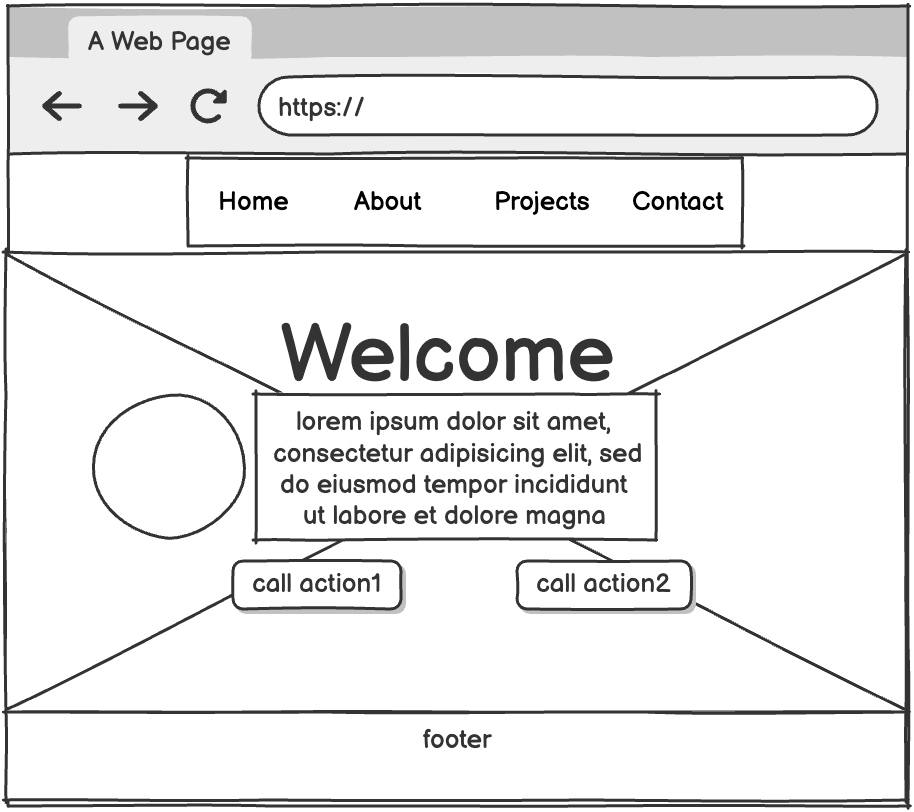 A Web Page
https://
Home About Projects Contact
Welcome
lorem ipsum dolor sit amet,
consectetur adipisicing elit, sed
do eiusmod tempor incididunt
ut labore et dolore magna
call action1 call action2
footer